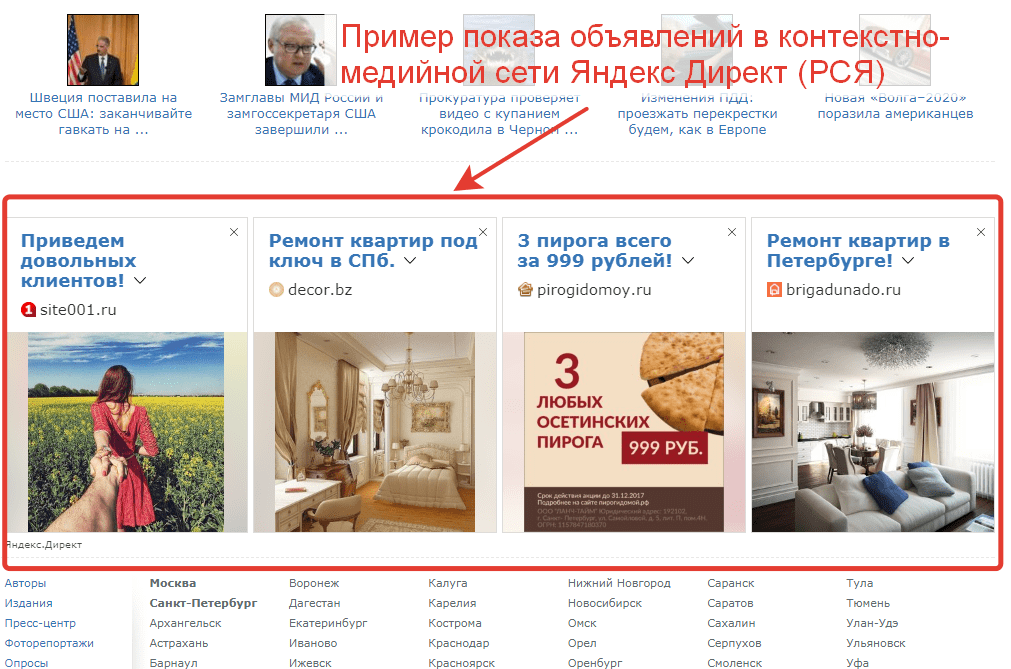 Пример показа объявлений в контекстно-
медийной сети Яндекс Директ (РСЯ)
Швеция поставила на
место США: заканчивайте
гавкать на ...
Замглавы МИД России и
замгоссекретаря США
завершили ...
Прокуратура проверяет
видео с купанием
крокодила в Черном ...
Изменения ПДД:
проезжать перекрестки
будем, как в Европе
Новая «Волга-2020»
поразила американцев
Приведем
довольных
клиентов!
1 site001.ru
Ремонт квартир под
ключ в СПб.
decor.bz
3 пирога всего
за 999 рублей!
pirogidomoy.ru
3
ЛЮБЫХ
ОСЕТИНСКИХ
ПИРОГА
999 РУБ.
Срок действия акции до 31.12.2017
Подробнее на сайте пирогидомой.рф
Ремонт квартир в
Петербурге!
brigadunado.ru
Яндекс.Директ
Авторы Москва Воронеж Калуга Нижний Новгород Саранск Тула
Издания Санкт-Петербург Дагестан Карелия Новосибирск Саратов Тюмень
Пресс-центр Архангельск Екатеринбург Кострома Омск Сахалин Улан-Удэ
Фоторепортажи Астрахань Иваново Краснодар Орел Серпухов Ульяновск
Опросы Барнаул Ижевск Красноярск Оренбург Смоленск Уфа